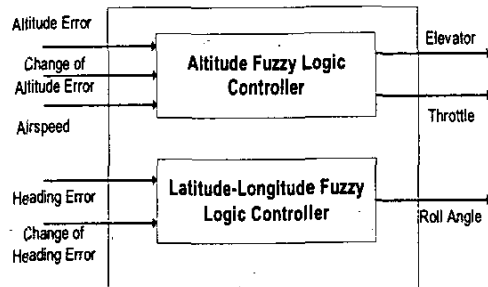 Altitude Error
Change of
Altitude Error
Airspeed
Altitude Fuzzy Logic
Controller
Elevator
Throttle
Heading Error
Change of
Heading Error
Latitude-Longitude Fuzzy
Logic Controller
Roll Angle